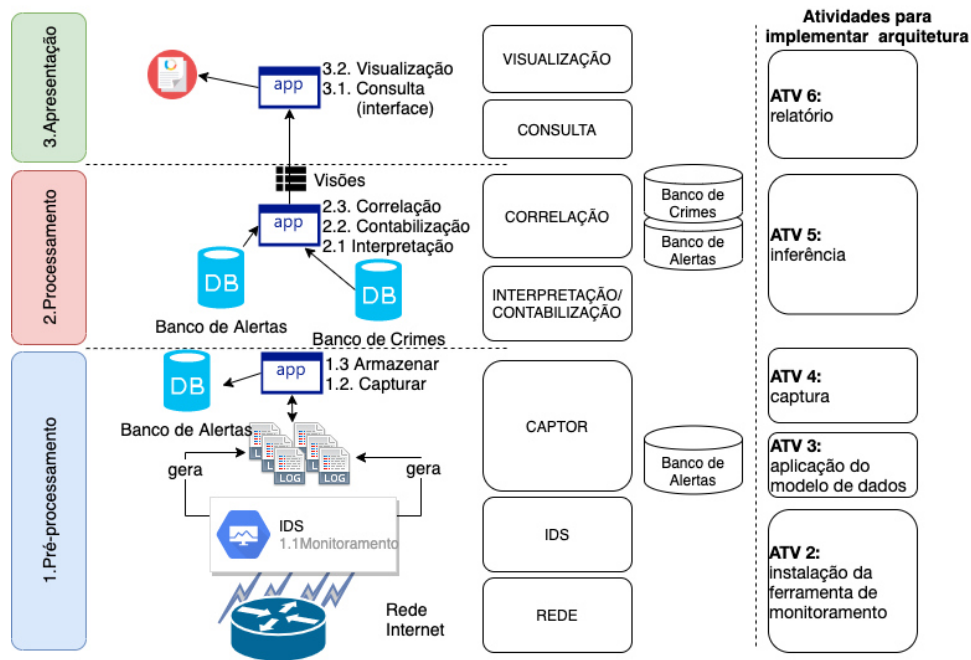 Atividades para
implementar arquitetura
3.Apresentação
app
3.2. Visualização
3.1. Consulta
(interface)
VISUALIZAÇÃO
CONSULTA
ATV 6:
relatório
2.Processamento
Visões
app
2.3. Correlação
2.2. Contabilização
2.1 Interpretação
DB
Banco de Alertas
DB
Banco de Crimes
CORRELAÇÃO
INTERPRETAÇÃO/
CONTABILIZAÇÃO
Banco de
Crimes
Banco de
Alertas
ATV 5:
inferência
1.Pré-processamento
DB
Banco de Alertas
app
1.3 Armazenar
1.2. Capturar
LOG
LOG
LOG
gera
gera
IDS
1.1Monitoramento
Rede
Internet
CAPTOR
IDS
REDE
Banco de
Alertas
ATV 4:
captura
ATV 3:
aplicação do
modelo de dados
ATV 2:
instalação da
ferramenta de
monitoramento